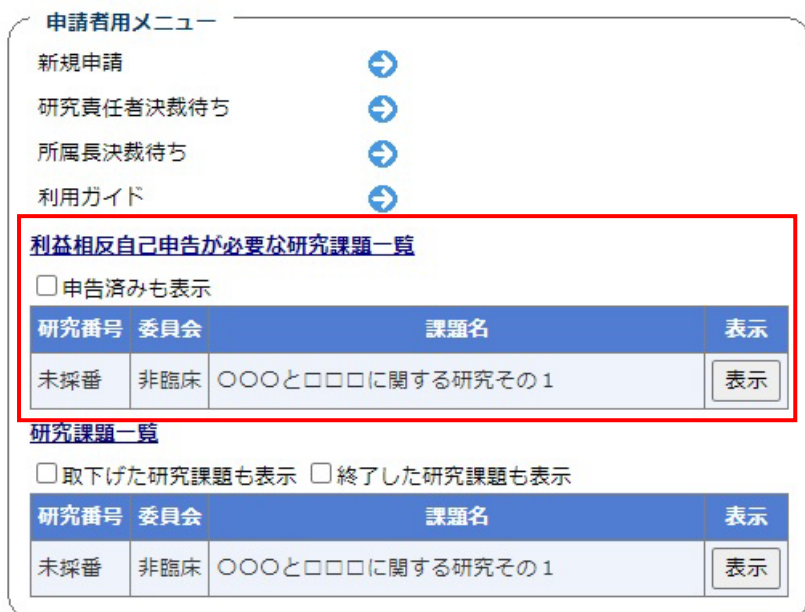 申請者用メニュー
新規申請
研究責任者決裁待ち
所属長決裁待ち
利用ガイド
利益相反自己申告が必要な研究課題一覧
申告済みも表示
研究番号 委員会 課題名 表示
未採番 非臨床 〇〇〇と□□□に関する研究その１ 表示
研究課題一覧
取下げた研究課題も表示 終了した研究課題も表示
研究番号 委員会 課題名 表示
未採番 非臨床 〇〇〇と□□□に関する研究その１ 表示